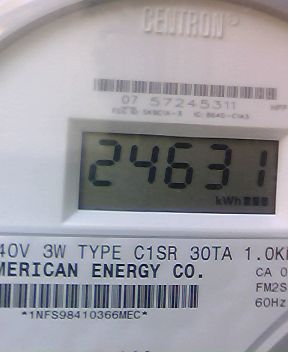 CENTRON
07 57245311
24631
kWh
40V 3W TYPE C1SR 30TA 1.0K
MERICAN ENERGY CO.
CA 0
FM2S
60Hz
*1NFS98410366MEC*